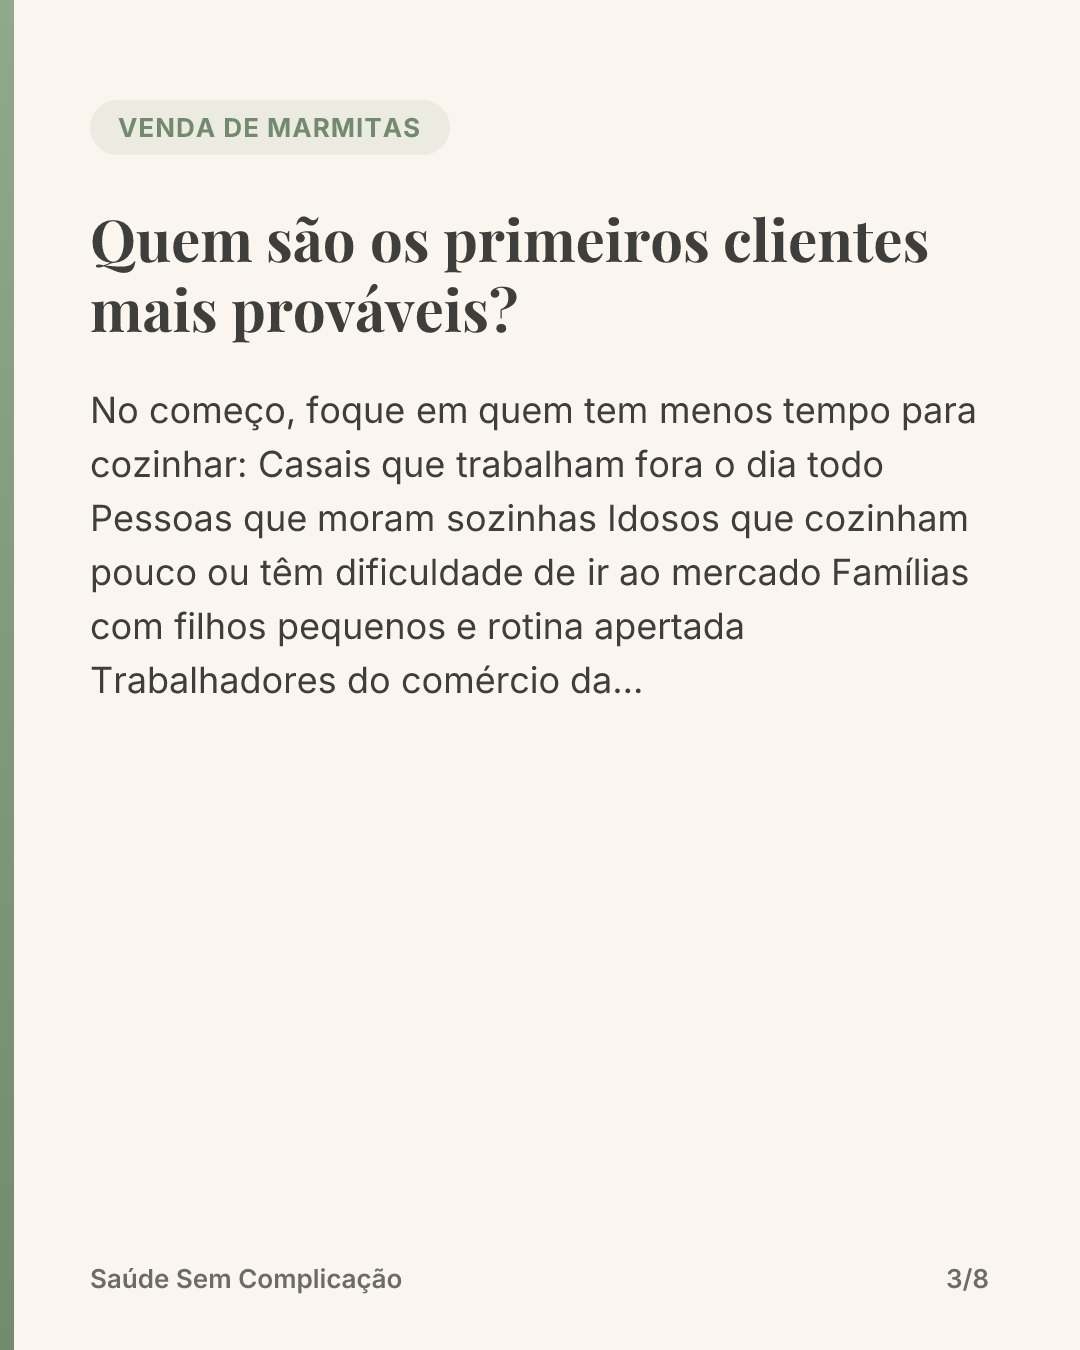 VENDA DE MARMITAS
Quem são os primeiros clientes
mais prováveis?
No começo, foque em quem tem menos tempo para
cozinhar: Casais que trabalham fora o dia todo
Pessoas que moram sozinhas Idosos que cozinham
pouco ou têm dificuldade de ir ao mercado Famílias
com filhos pequenos e rotina apertada
Trabalhadores do comércio da...
Saúde Sem Complicação
3/8